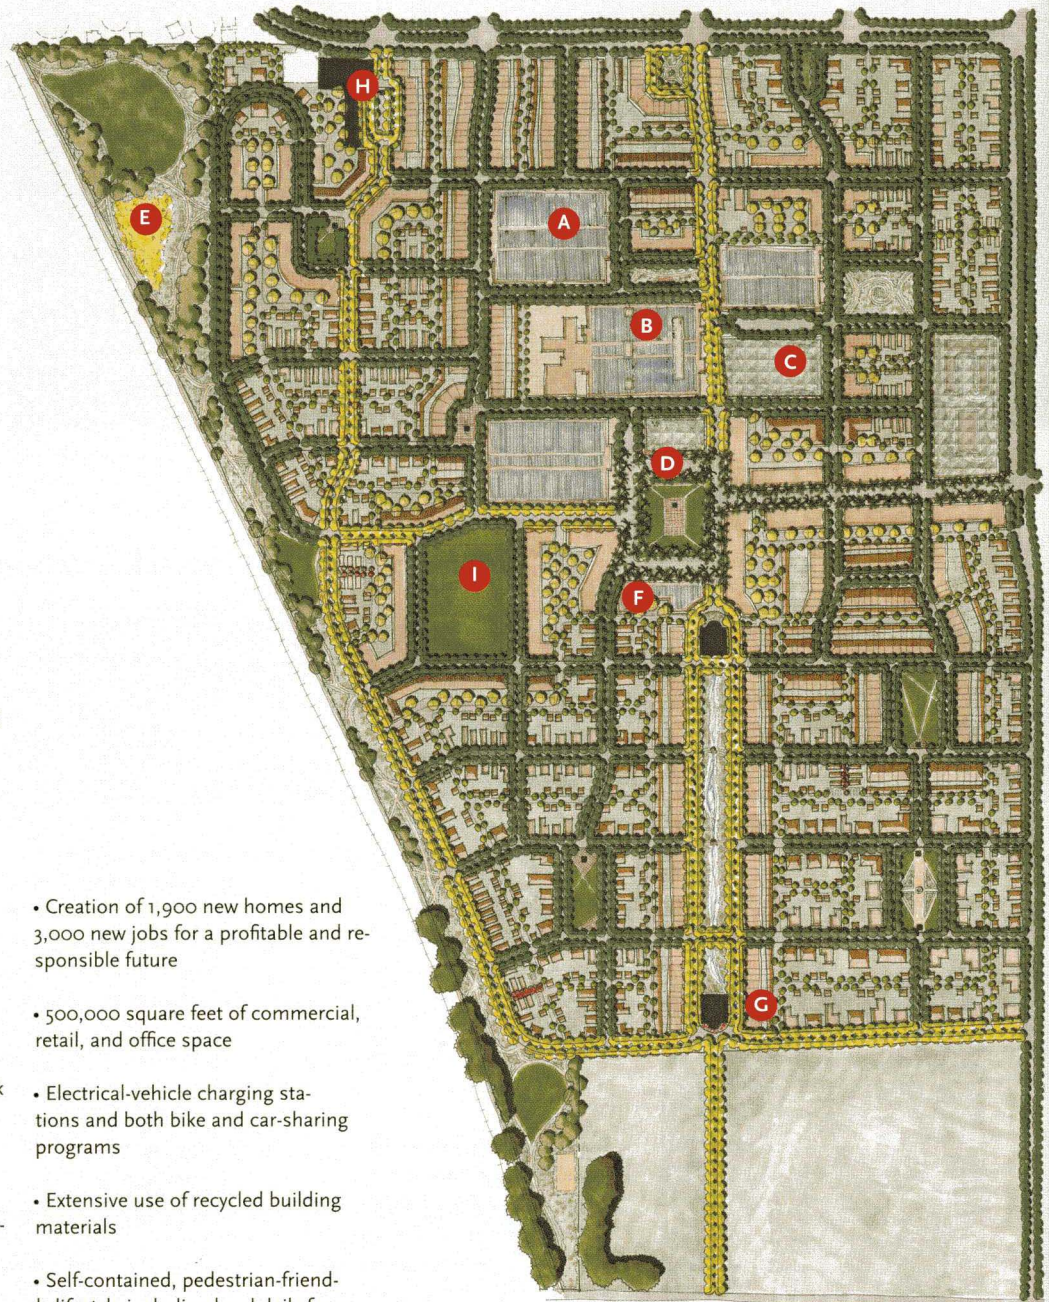 H
E
A
B
C
D
I
F
• Creation of 1,900 new homes and
3,000 new jobs for a profitable and re-
sponsible future
G
• 500,000 square feet of commercial,
retail, and office space
• Electrical-vehicle charging sta-
tions and both bike and car-sharing
programs
• Extensive use of recycled building
materials
• Self-contained, pedestrian-friend-